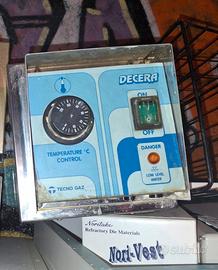 DECERA
ON
OFF
TEMPERATURE °C
CONTROL
DANGER
LOW LEVEL
WATER
TECNO GAZ
Noritake
Refractory Die Materials
Nori-Vest